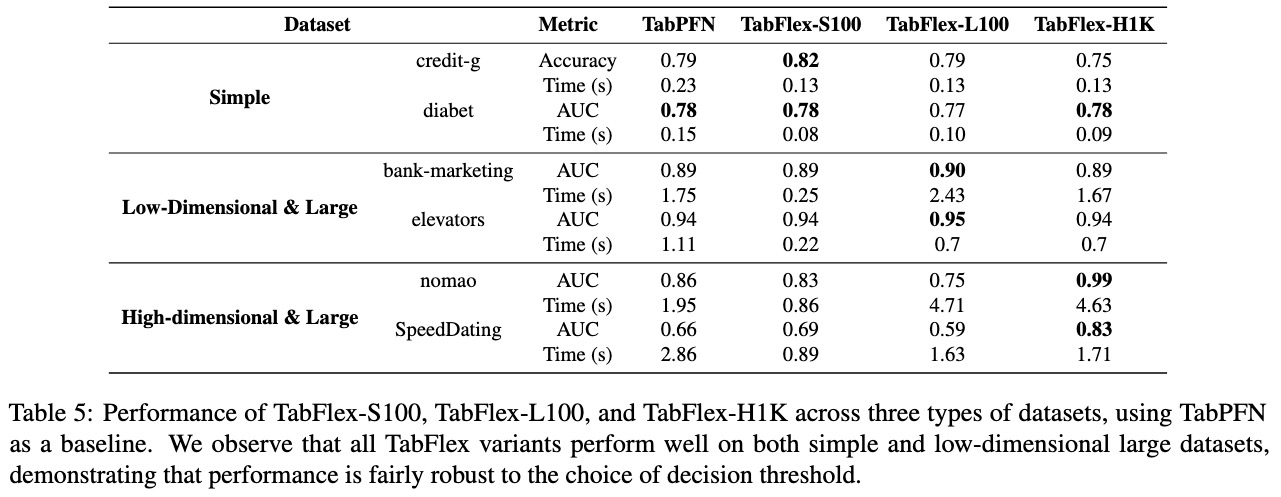 Dataset Metric TabPFN TabFlex-S100 TabFlex-L100 TabFlex-H1K
Simple
credit-g Accuracy 0.79 0.82 0.79 0.75
Time (s) 0.23 0.13 0.13 0.13
diabet AUC 0.78 0.78 0.77 0.78
Time (s) 0.15 0.08 0.10 0.09
Low-Dimensional & Large
bank-marketing AUC 0.89 0.89 0.90 0.89
Time (s) 1.75 0.25 2.43 1.67
elevators AUC 0.94 0.94 0.95 0.94
Time (s) 1.11 0.22 0.7 0.7
High-dimensional & Large
nomao AUC 0.86 0.83 0.75 0.99
Time (s) 1.95 0.86 4.71 4.63
SpeedDating AUC 0.66 0.69 0.59 0.83
Time (s) 2.86 0.89 1.63 1.71
Table 5: Performance of TabFlex-S100, TabFlex-L100, and TabFlex-H1K across three types of datasets, using TabPFN
as a baseline. We observe that all TabFlex variants perform well on both simple and low-dimensional large datasets,
demonstrating that performance is fairly robust to the choice of decision threshold.